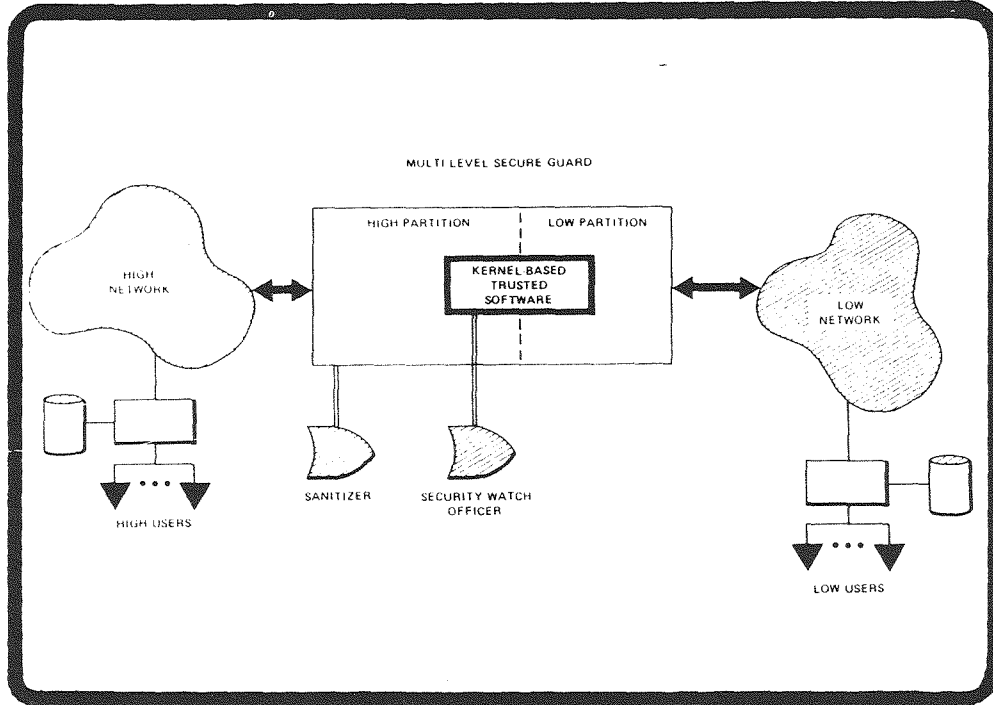 MULTI LEVEL SECURE GUARD
HIGH PARTITION
LOW PARTITION
KERNEL-BASED
TRUSTED
SOFTWARE
HIGH
NETWORK
LOW
NETWORK
SANITIZER
SECURITY WATCH
OFFICER
HIGH USERS
LOW USERS